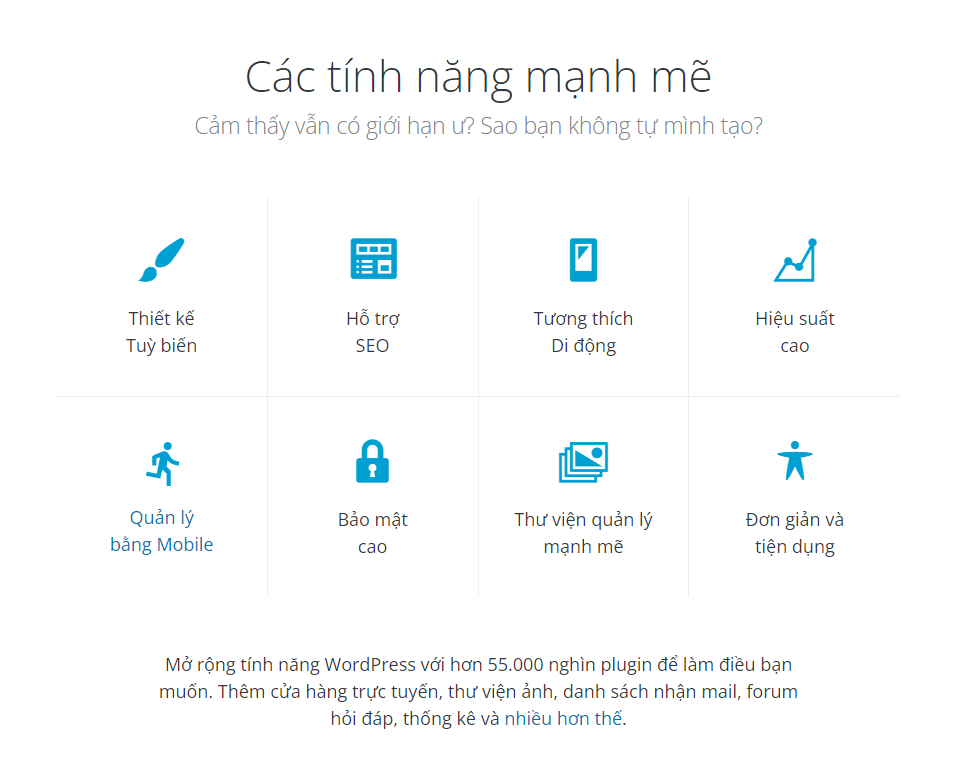 Các tính năng mạnh mẽ
Cảm thấy vẫn có giới hạn ư? Sao bạn không tự mình tạo?
Thiết kế
Tuỳ biến
Hỗ trợ
SEO
Tương thích
Di động
Hiệu suất
cao
Quản lý
bằng Mobile
Bảo mật
cao
Thư viện quản lý
mạnh mẽ
Đơn giản và
tiện dụng
Mở rộng tính năng WordPress với hơn 55.000 nghìn plugin để làm điều bạn
muốn. Thêm cửa hàng trực tuyến, thư viện ảnh, danh sách nhận mail, forum
hỏi đáp, thống kê và nhiều hơn thế.